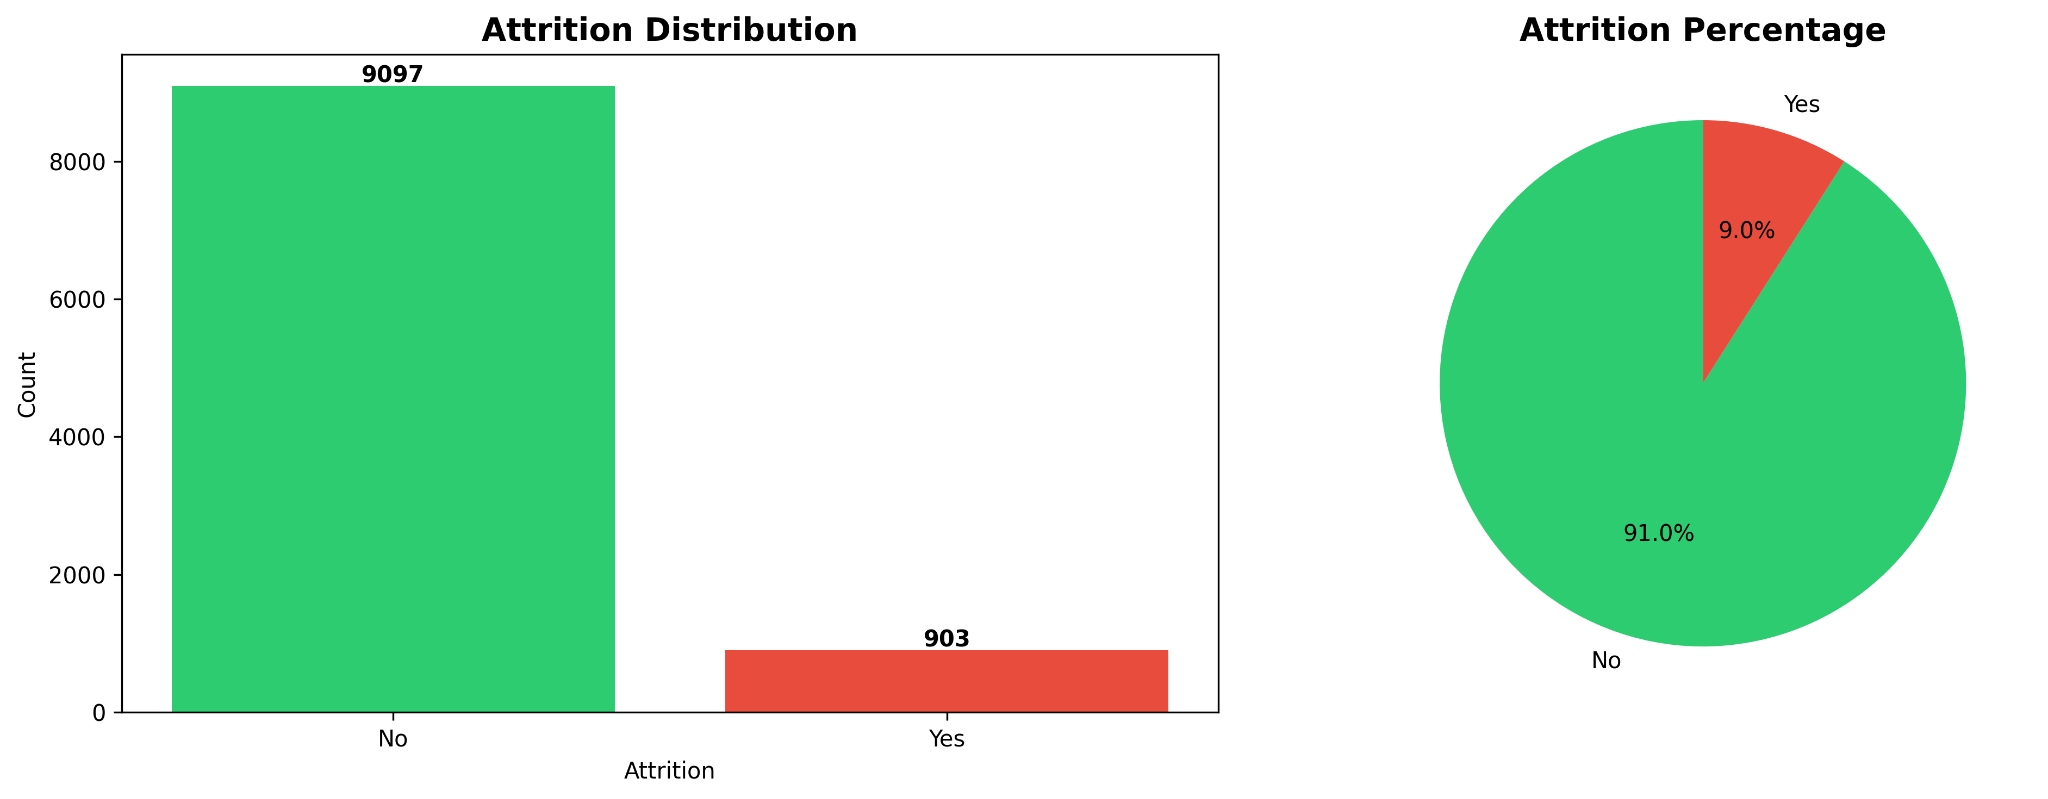 Attrition Distribution
9097
903
8000
6000
4000
2000
0
Count
No
Yes
Attrition
Attrition Percentage
Yes
9.0%
91.0%
No